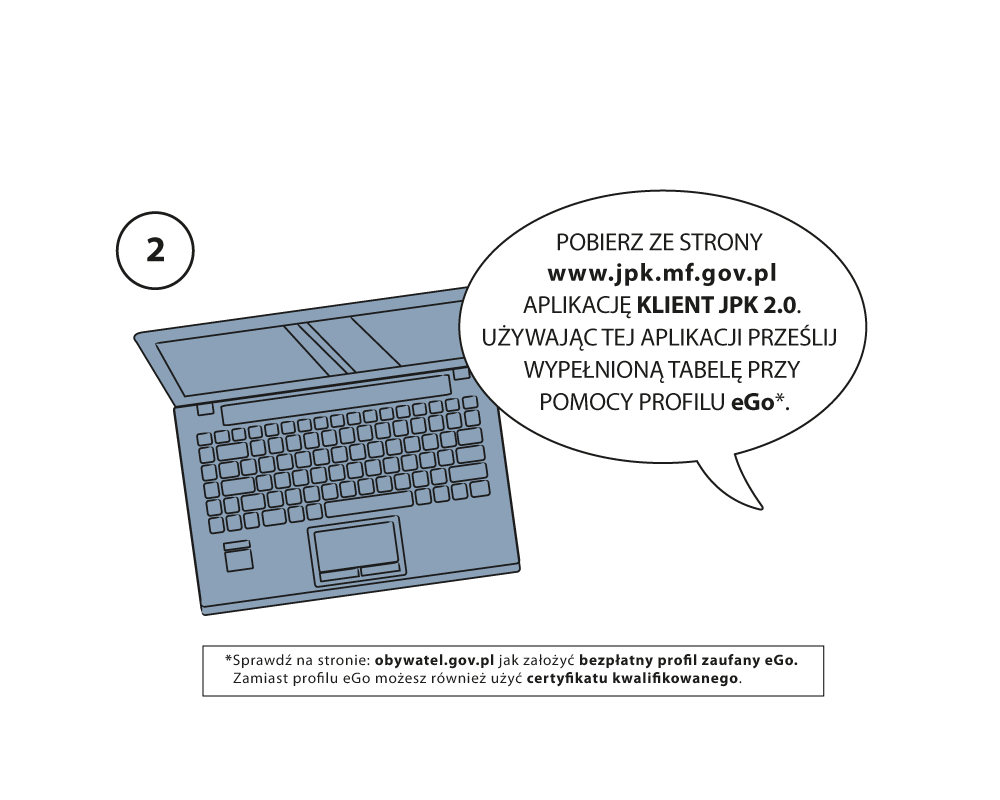 2
POBIERZ ZE STRONY
www.jpk.mf.gov.pl
APLIKACJĘ KLIENT JPK 2.0.
UŻYWAJĄC TEJ APLIKACJI PRZEŚLIJ
WYPEŁNIONĄ TABELĘ PRZY
POMOCY PROFILU eGo*.
*Sprawdź na stronie: obywatel.gov.pl jak założyć bezpłatny profil zaufany eGo.
Zamiast profilu eGo możesz również użyć certyfikatu kwalifikowanego.